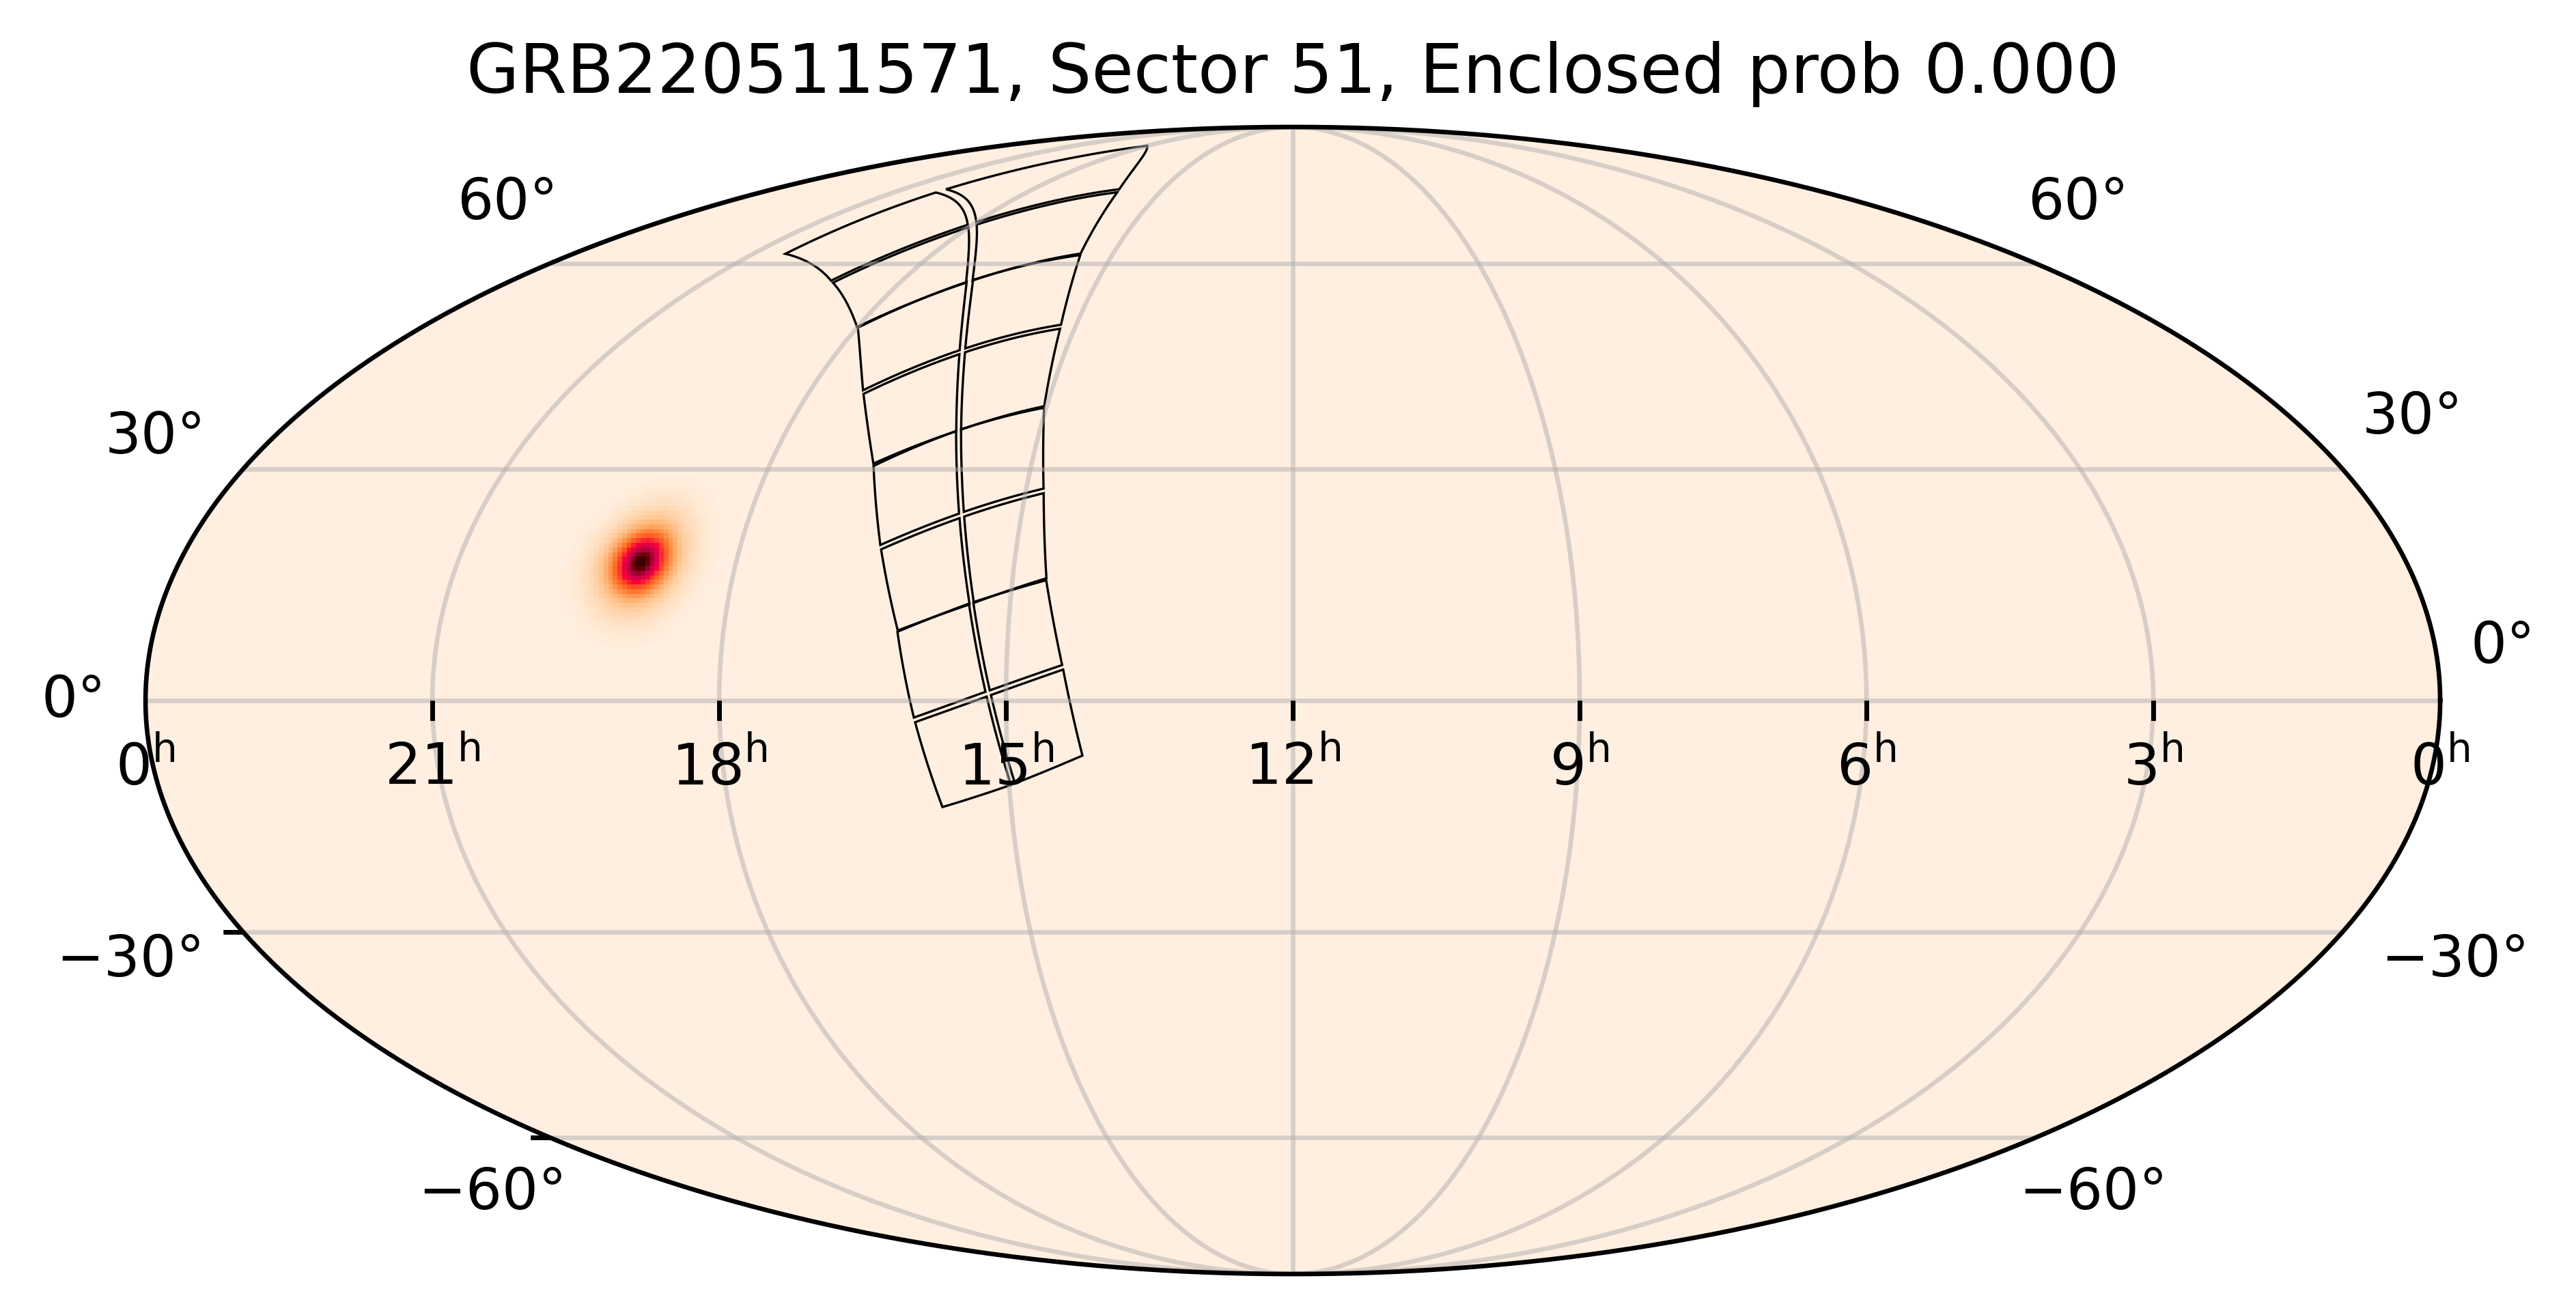 GRB220511571, Sector 51, Enclosed prob 0.000
60° 60°
30° 30°
0° 0°
0h 21h 18h 15h 12h 9h 6h 3h 0h
−30° −30°
−60° −60°